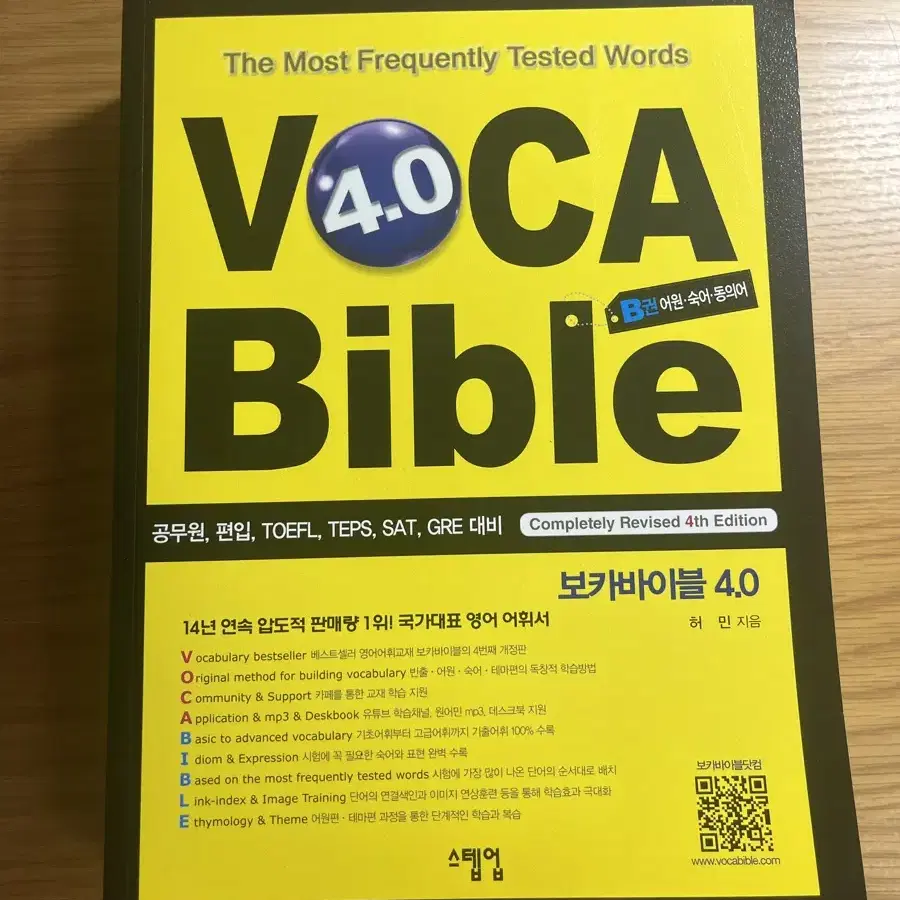 The Most Frequently Tested Words
VOCA
4.0
Bible
B권 어원·숙어·동의어
공무원, 편입, TOEFL, TEPS, SAT, GRE 대비
Completely Revised 4th Edition
보카바이블 4.0
14년 연속 압도적 판매량 1위! 국가대표 영어 어휘서
허 민 지음
Vocabulary bestseller 베스트셀러 영어어휘교재 보카바이블의 4번째 개정판
Original method for building vocabulary 빈출·어원·숙어·테마편의 독창적 학습방법
Community & Support 카페를 통한 교재 학습 지원
Application & mp3 & Deskbook 유튜브 학습채널, 원어민 mp3, 데스크북 지원
Basic to advanced vocabulary 기초어휘부터 고급어휘까지 기출어휘 100% 수록
Idiom & Expression 시험에 꼭 필요한 숙어와 표현 완벽 수록
Based on the most frequently tested words 시험에 가장 많이 나온 단어의 순서대로 배치
Link-index & Image Training 단어의 연결색인과 이미지 연상훈련 등을 통해 학습효과 극대화
Ethymology & Theme 어원편·테마편 과정을 통한 단계적인 학습과 복습
보카바이블닷컴
www.vocabible.com
스텝업